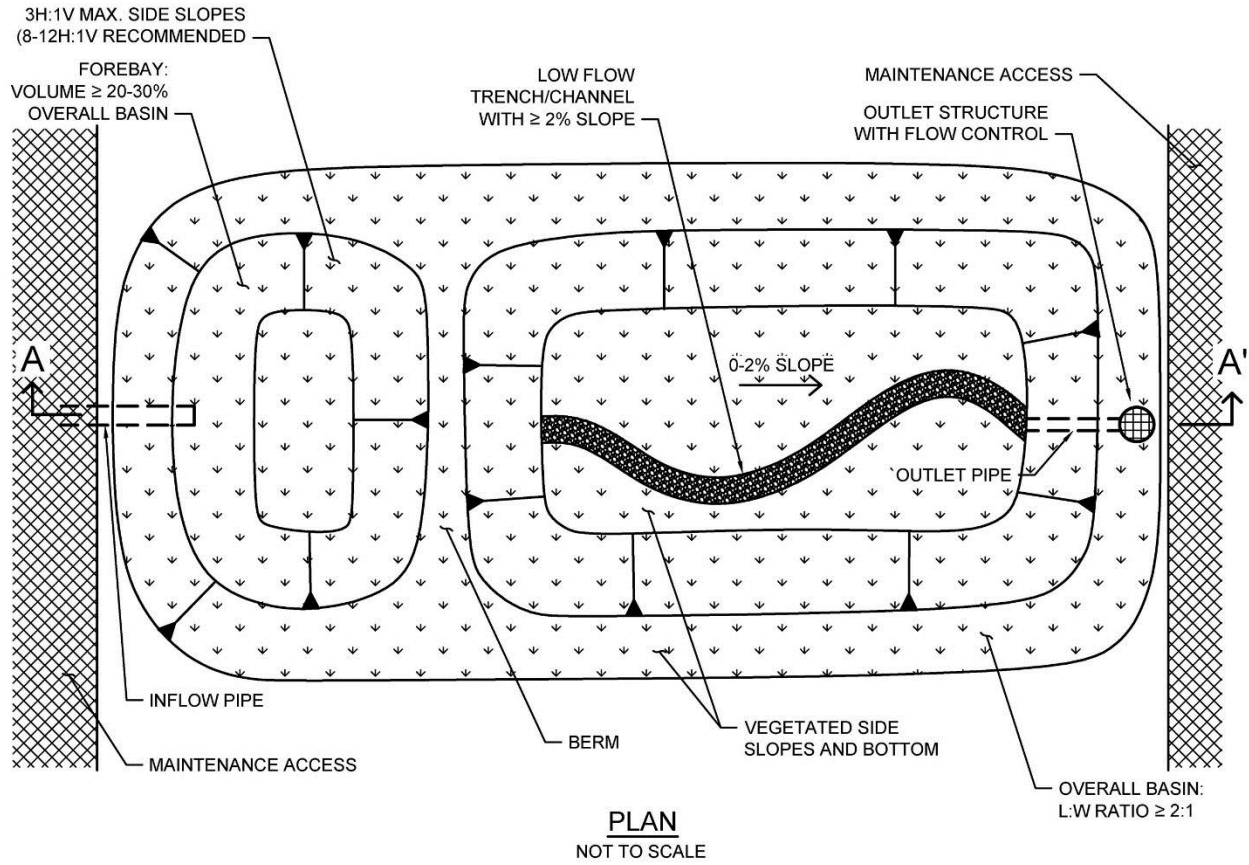 3H:1V MAX. SIDE SLOPES
(8-12H:1V RECOMMENDED
FOREBAY:
VOLUME ≥ 20-30%
OVERALL BASIN
LOW FLOW
TRENCH/CHANNEL
WITH ≥ 2% SLOPE
MAINTENANCE ACCESS
OUTLET STRUCTURE
WITH FLOW CONTROL
A
A'
0-2% SLOPE
`OUTLET PIPE
INFLOW PIPE
MAINTENANCE ACCESS
BERM
VEGETATED SIDE
SLOPES AND BOTTOM
OVERALL BASIN:
L:W RATIO ≥ 2:1
PLAN
NOT TO SCALE